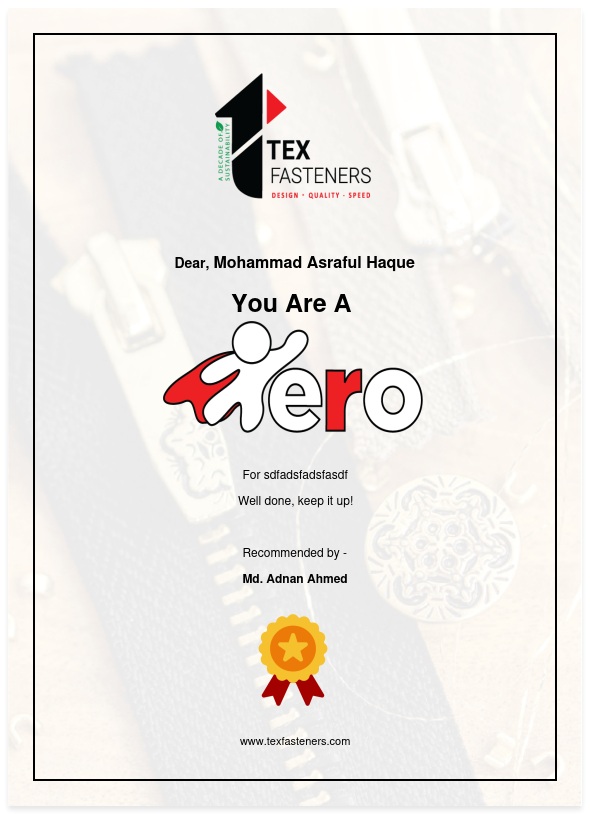 A DECADE OF
SUSTAINABILITY
TEX
FASTENERS
DESIGN · QUALITY · SPEED
Dear, Mohammad Asraful Haque
You Are A
Hero
For sdfadsfadsfasdf
Well done, keep it up!
Recommended by -
Md. Adnan Ahmed
www.texfasteners.com